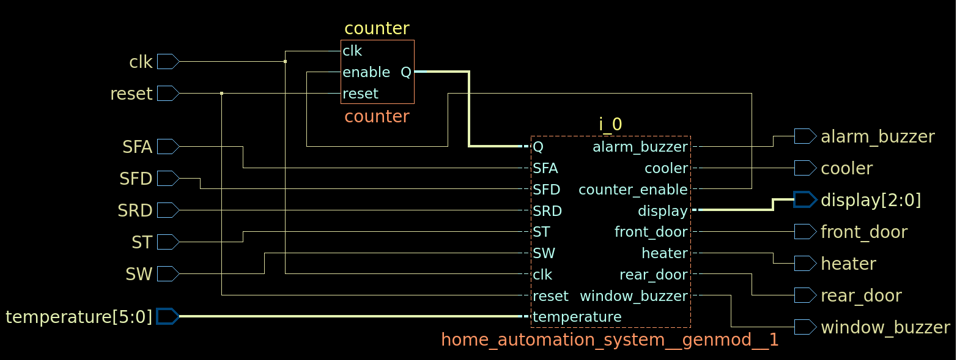 counter
clk
enable Q
reset
counter
clk
reset
SFA
SFD
SRD
ST
SW
temperature[5:0]
i_0
Q alarm_buzzer
SFA cooler
SFD counter_enable
SRD display
ST front_door
SW heater
clk rear_door
reset window_buzzer
temperature
home_automation_system__genmod__1
alarm_buzzer
cooler
display[2:0]
front_door
heater
rear_door
window_buzzer